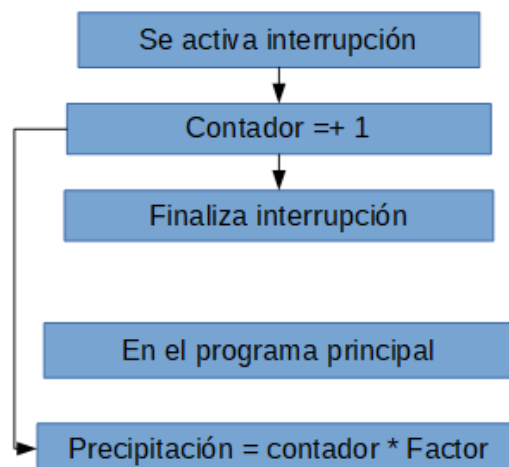 Se activa interrupción
Contador =+ 1
Finaliza interrupción
En el programa principal
Precipitación = contador * Factor